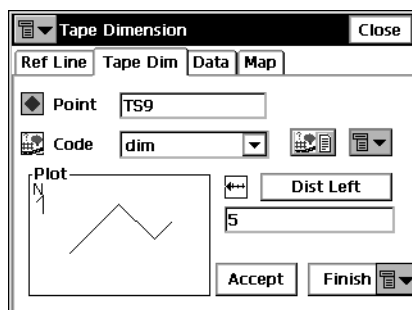 Tape Dimension Close
Ref Line Tape Dim Data Map
Point TS9
Code dim
Plot
N
Dist Left
5
Accept Finish